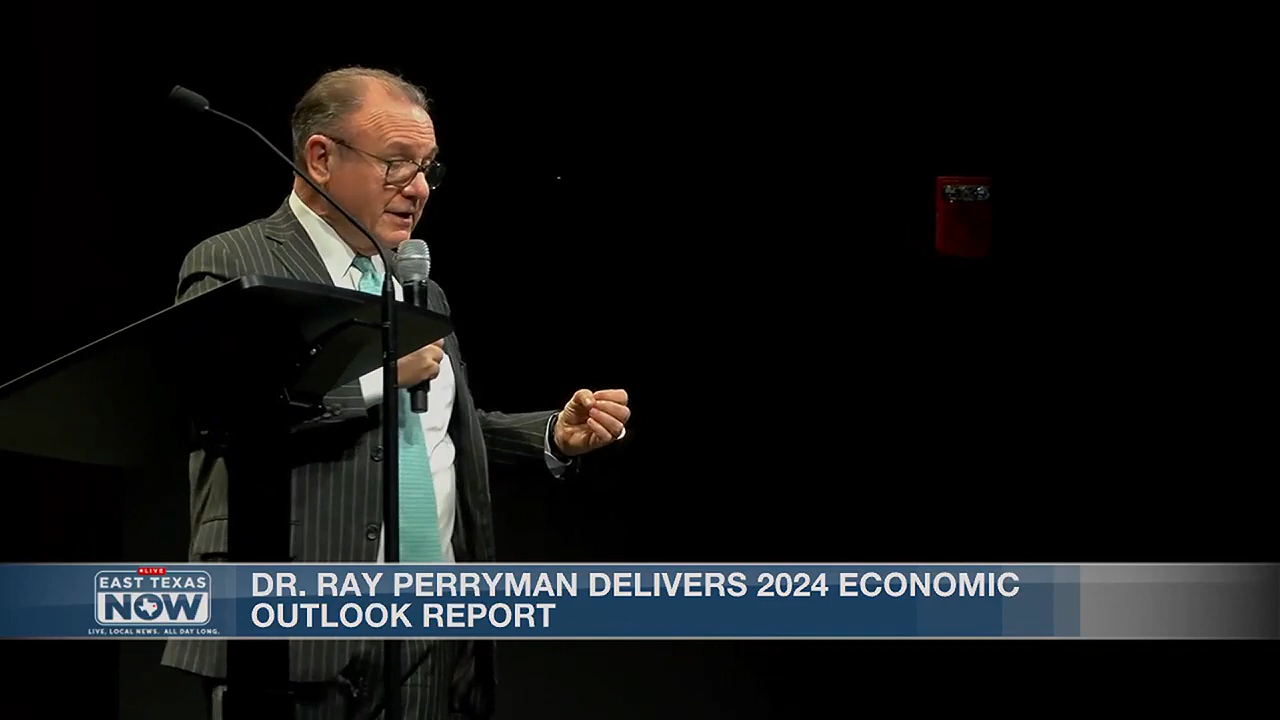 LIVE
EAST TEXAS
NOW
LIVE, LOCAL NEWS. ALL DAY LONG.
DR. RAY PERRYMAN DELIVERS 2024 ECONOMIC
OUTLOOK REPORT